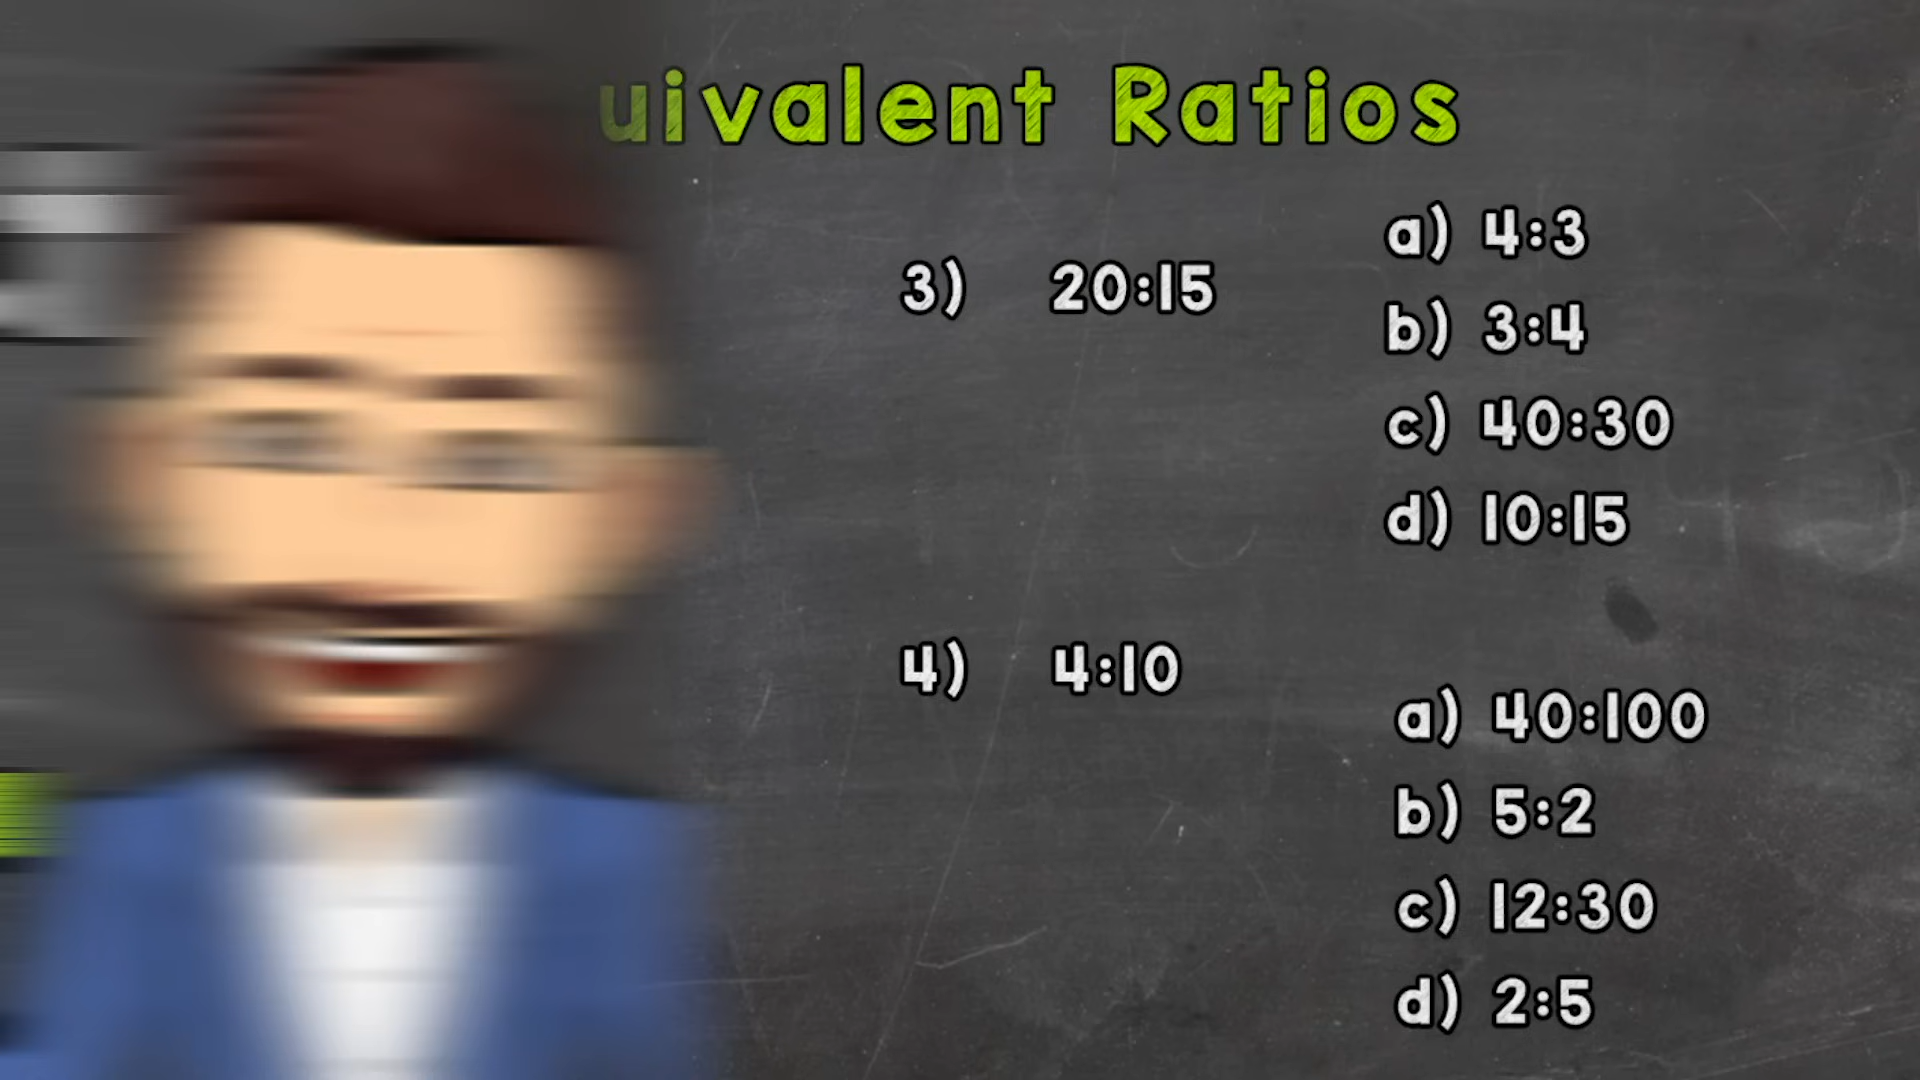 uivalent Ratios
3) 20:15
a) 4:3
b) 3:4
c) 40:30
d) 10:15
4) 4:10
a) 40:100
b) 5:2
c) 12:30
d) 2:5